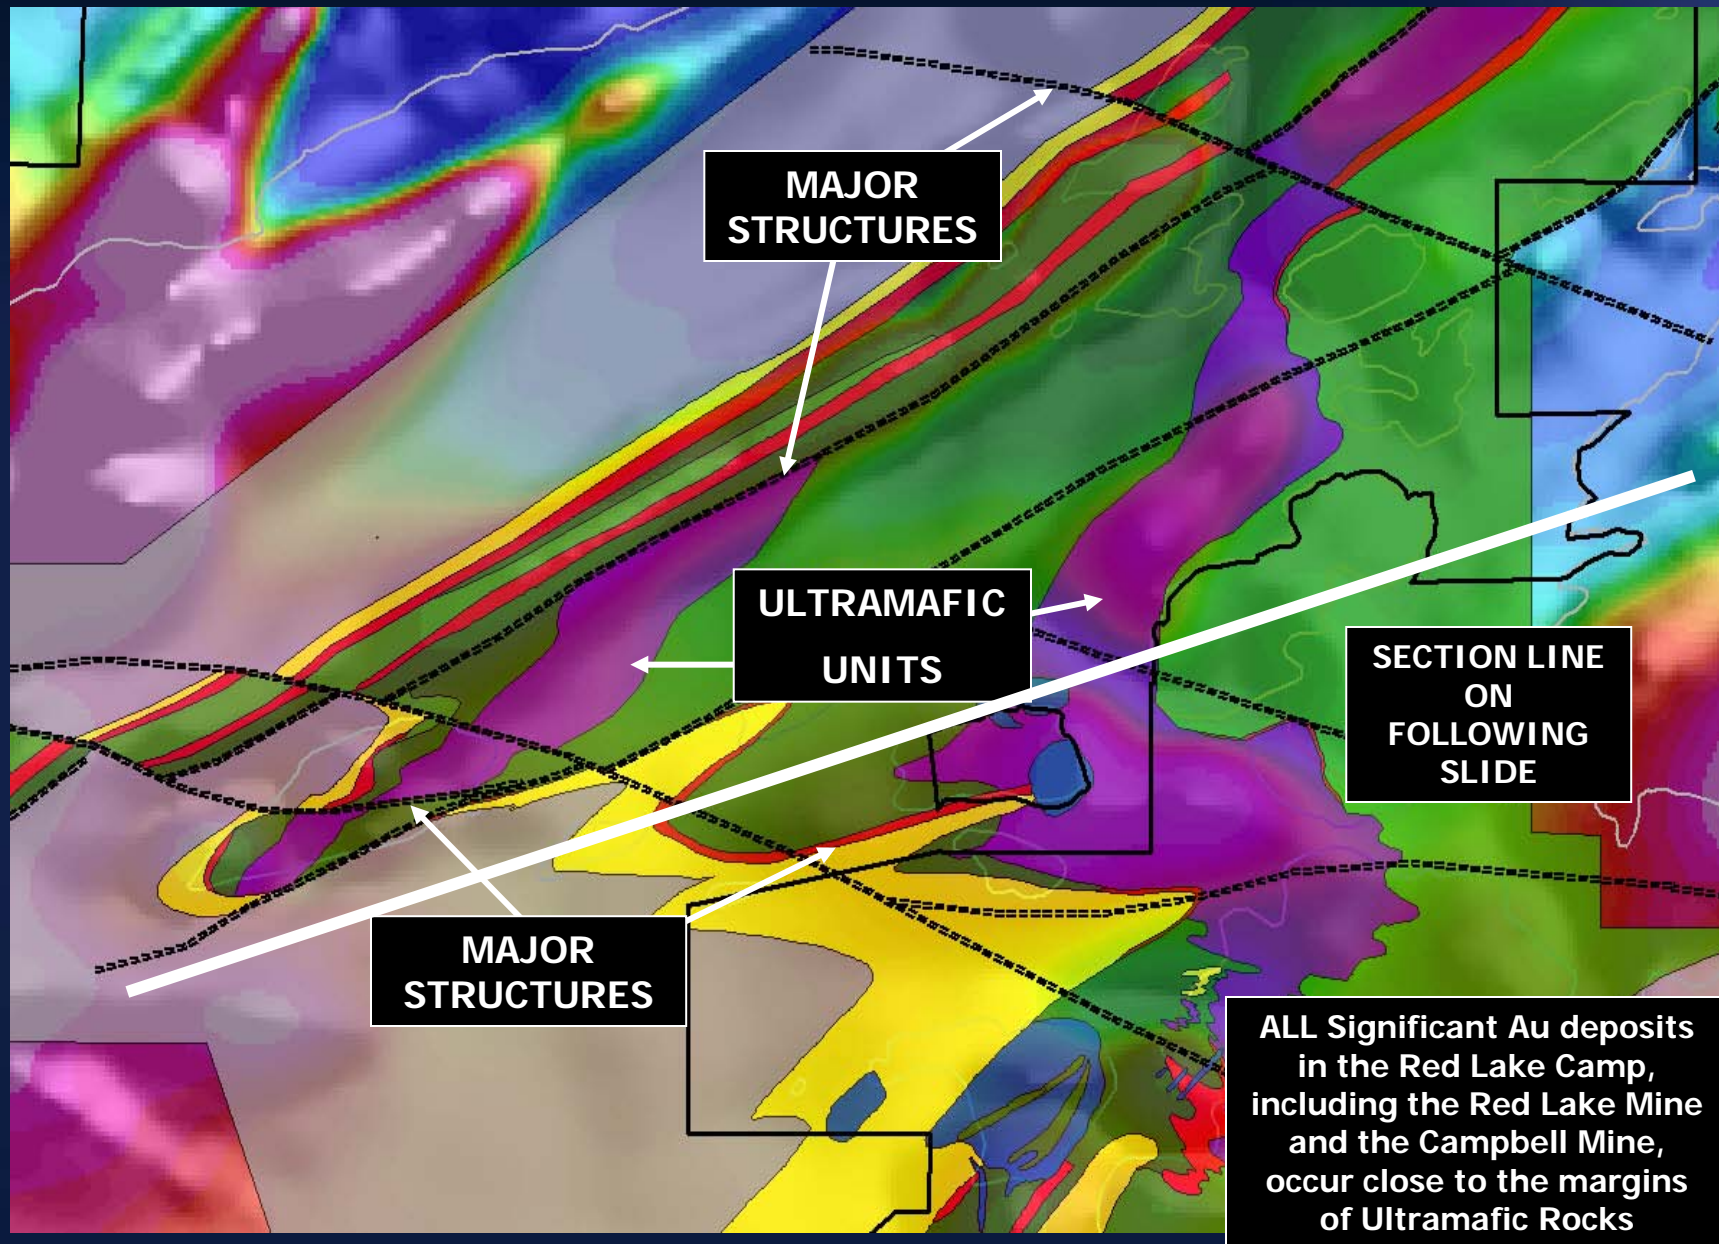 MAJOR
STRUCTURES
ULTRAMAFIC
UNITS
SECTION LINE
ON
FOLLOWING
SLIDE
MAJOR
STRUCTURES
ALL Significant Au deposits
in the Red Lake Camp,
including the Red Lake Mine
and the Campbell Mine,
occur close to the margins
of Ultramafic Rocks